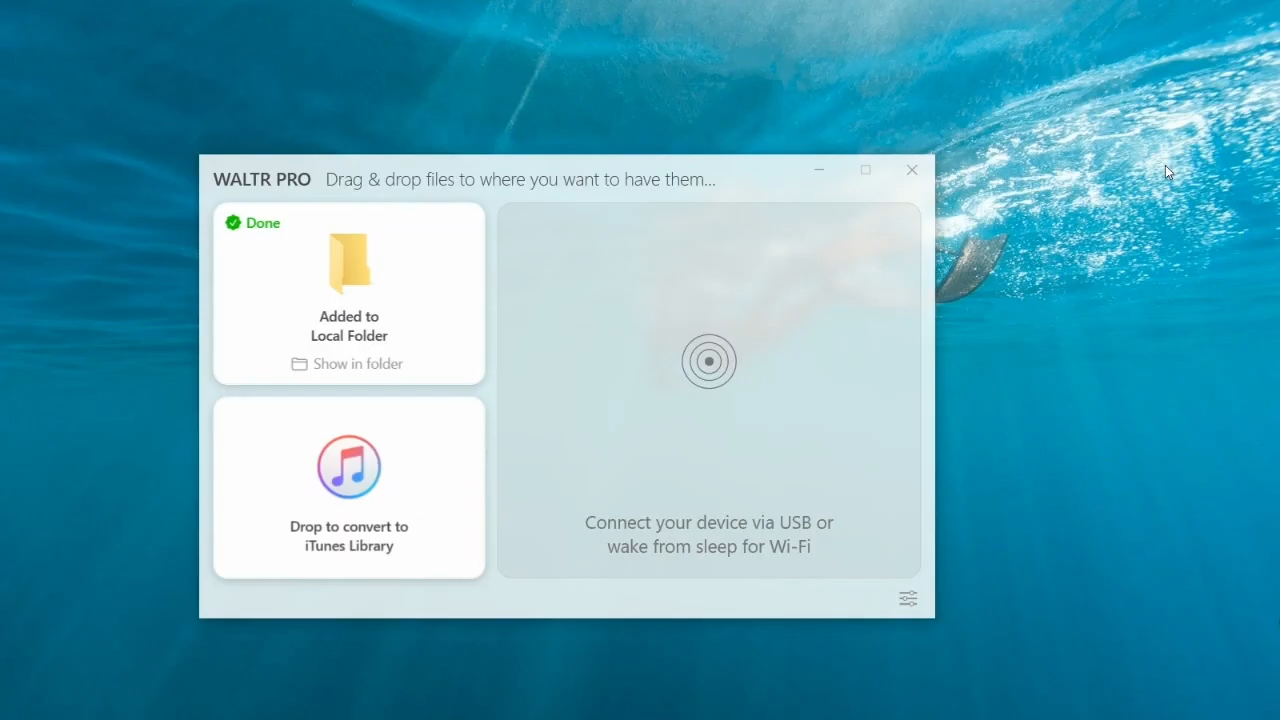 WALTR PRO Drag & drop files to where you want to have them...
Done
Added to
Local Folder
Show in folder
Drop to convert to
iTunes Library
Connect your device via USB or
wake from sleep for Wi-Fi